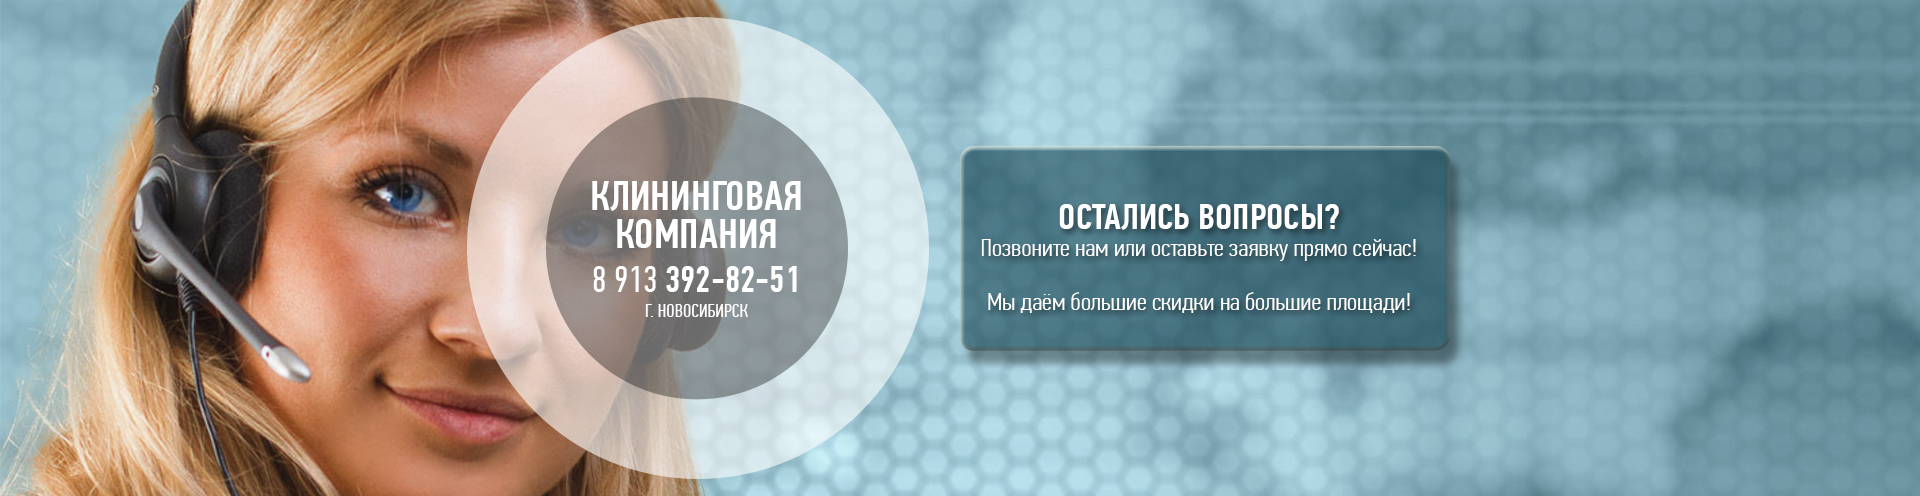 КЛИНИНГОВАЯ
КОМПАНИЯ
8 913 392-82-51
Г. НОВОСИБИРСК
ОСТАЛИСЬ ВОПРОСЫ?
Позвоните нам или оставьте заявку прямо сейчас!
Мы даём большие скидки на большие площади!